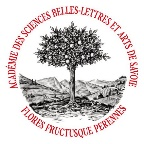 ACADÉMIE DES SCIENCES BELLES-LETTRES ET ARTS DE SAVOIE
FLORES FRUCTUSQUE PERENNES